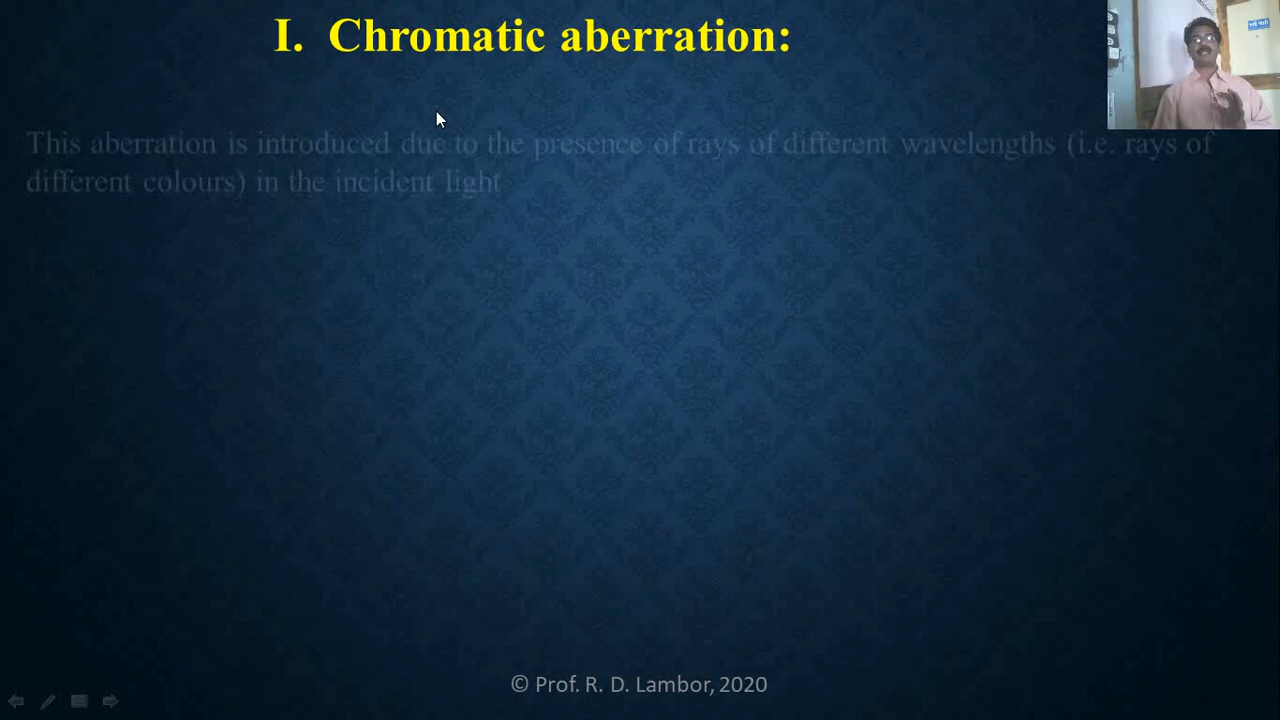 I. Chromatic aberration:
This aberration is introduced due to the presence of rays of different wavelengths (i.e. rays of
different colours) in the incident light
© Prof. R. D. Lambor, 2020